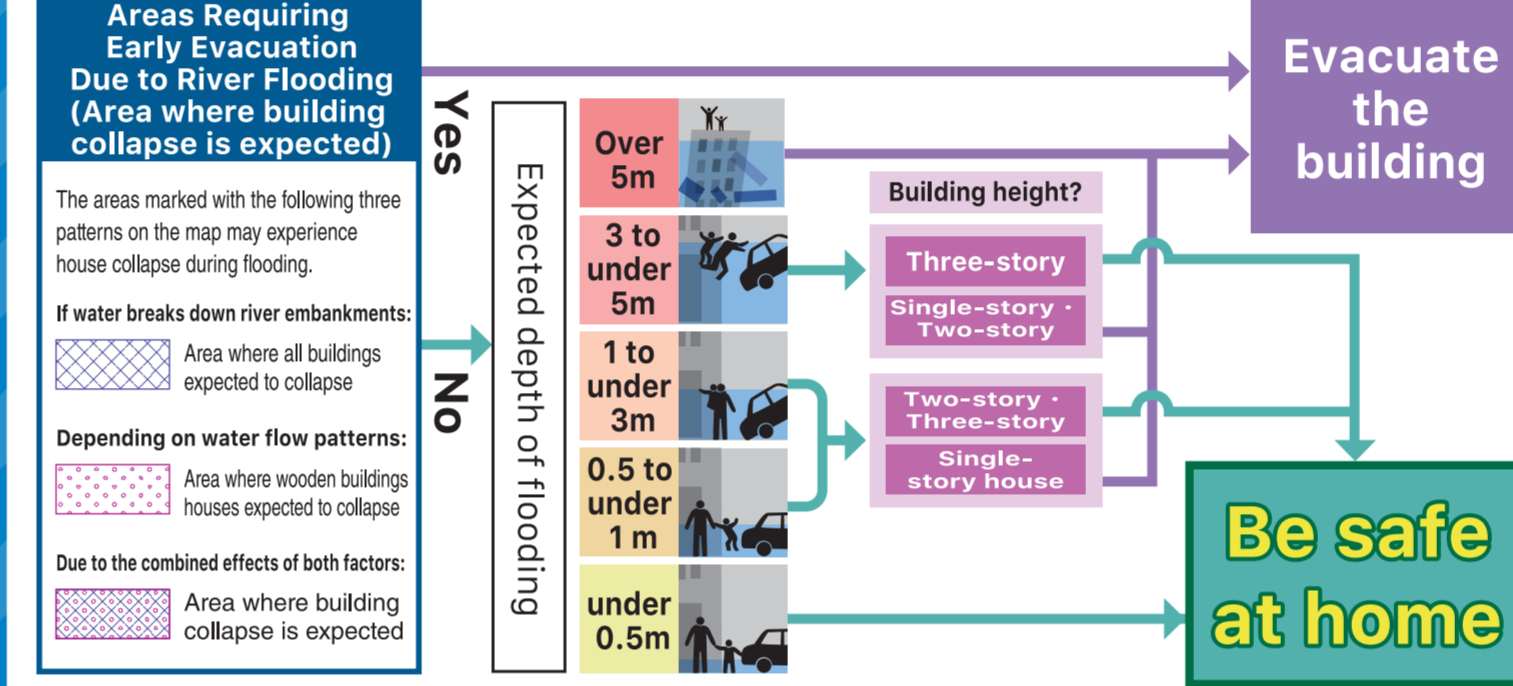 Areas Requiring
Early Evacuation
Due to River Flooding
(Area where building
collapse is expected)
The areas marked with the following three
patterns on the map may experience
house collapse during flooding.
If water breaks down river embankments:
Area where all buildings
expected to collapse
Depending on water flow patterns:
Area where wooden buildings
houses expected to collapse
Due to the combined effects of both factors:
Area where building
collapse is expected
Yes
No
Expected depth of flooding
Over
5m
3 to
under
5m
1 to
under
3m
0.5 to
under
1 m
under
0.5m
Building height?
Three-story
Single-story ·
Two-story
Two-story ·
Three-story
Single-
story house
Evacuate
the
building
Be safe
at home